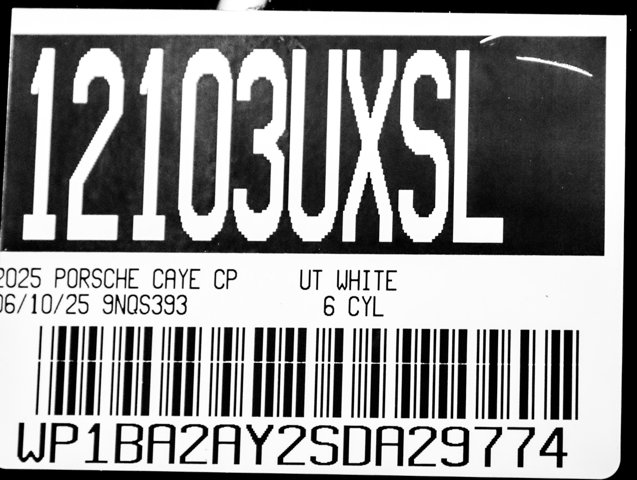 12103UXSL
2025 PORSCHE CAYE CP UT WHITE
06/10/25 9NQS393 6 CYL
WP1BA2AY2SDA29774